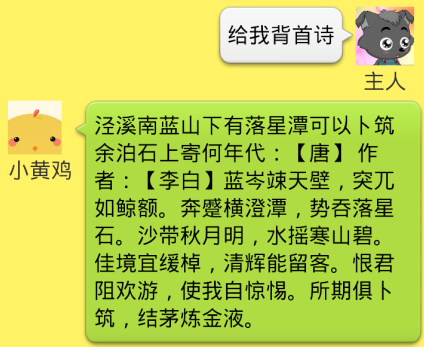 给我背首诗
主人
小黄鸡
泾溪南蓝山下有落星潭可以卜筑
余泊石上寄何年代：【唐】 作
者：【李白】蓝岑竦天壁，突兀
如鲸额。奔蹙横澄潭，势吞落星
石。沙带秋月明，水摇寒山碧。
佳境宜缓棹，清辉能留客。恨君
阻欢游，使我自惊惕。所期俱卜
筑，结茅炼金液。